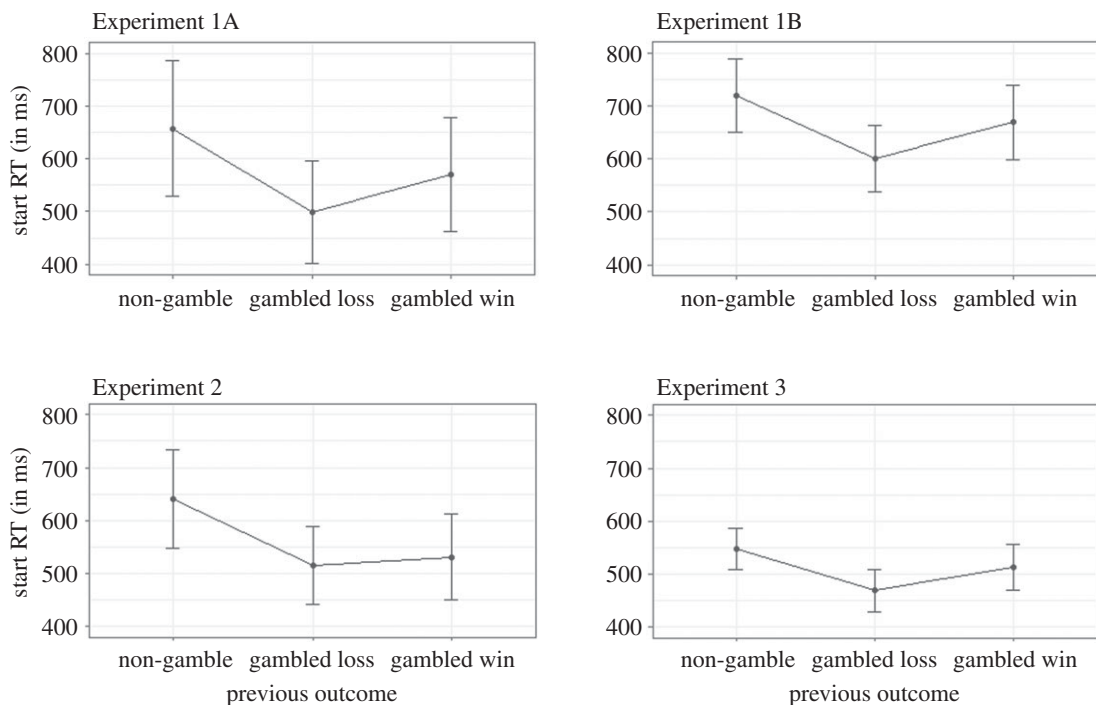 Experiment 1A
800
700
600
500
400
start RT (in ms)
non-gamble gambled loss gambled win
Experiment 1B
800
700
600
500
400
non-gamble gambled loss gambled win
Experiment 2
800
700
600
500
400
start RT (in ms)
non-gamble gambled loss gambled win
previous outcome
Experiment 3
800
700
600
500
400
non-gamble gambled loss gambled win
previous outcome